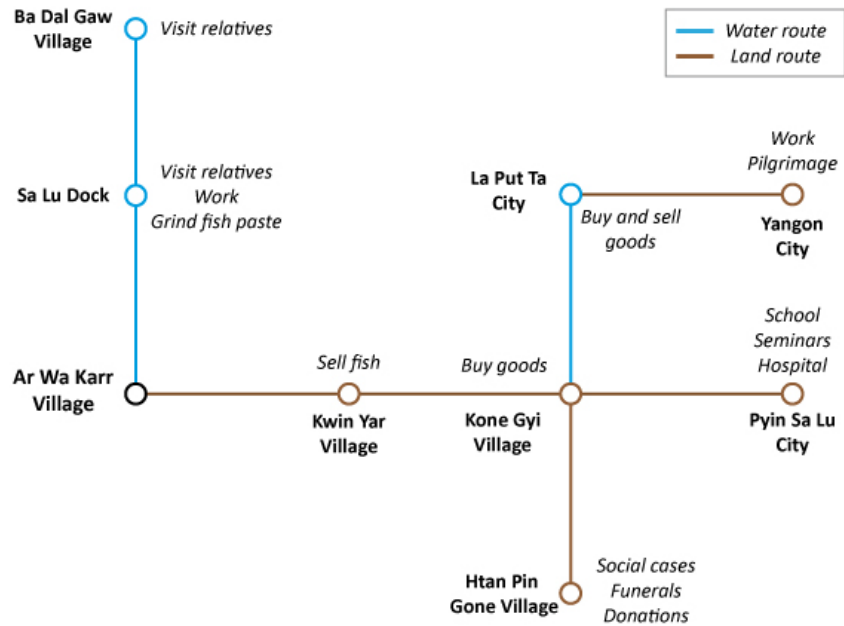 Ba Dal Gaw
Village
Visit relatives
Water route
Land route
Sa Lu Dock
Visit relatives
Work
Grind fish paste
La Put Ta
City
Buy and sell
goods
Work
Pilgrimage
Yangon
City
Ar Wa Karr
Village
Sell fish
Kwin Yar
Village
Buy goods
Kone Gyi
Village
School
Seminars
Hospital
Pyin Sa Lu
City
Htan Pin
Gone Village
Social cases
Funerals
Donations